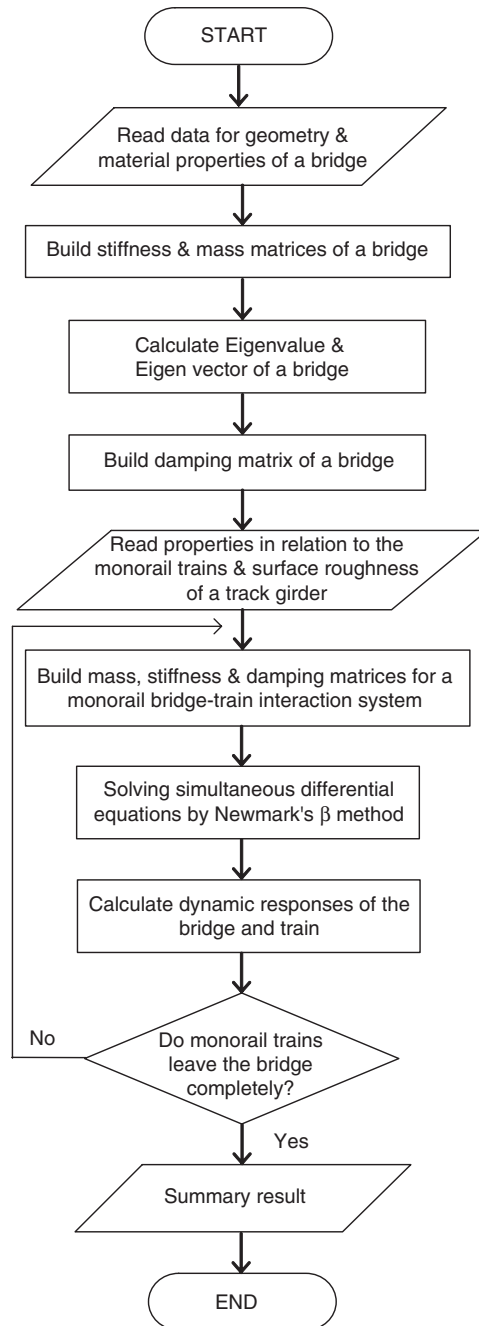 START
Read data for geometry &
material properties of a bridge
Build stiffness & mass matrices of a bridge
Calculate Eigenvalue &
Eigen vector of a bridge
Build damping matrix of a bridge
Read properties in relation to the
monorail trains & surface roughness
of a track girder
Build mass, stiffness & damping matrices for a
monorail bridge-train interaction system
Solving simultaneous differential
equations by Newmark's β method
Calculate dynamic responses of the
bridge and train
No
Do monorail trains
leave the bridge
completely?
Yes
Summary result
END